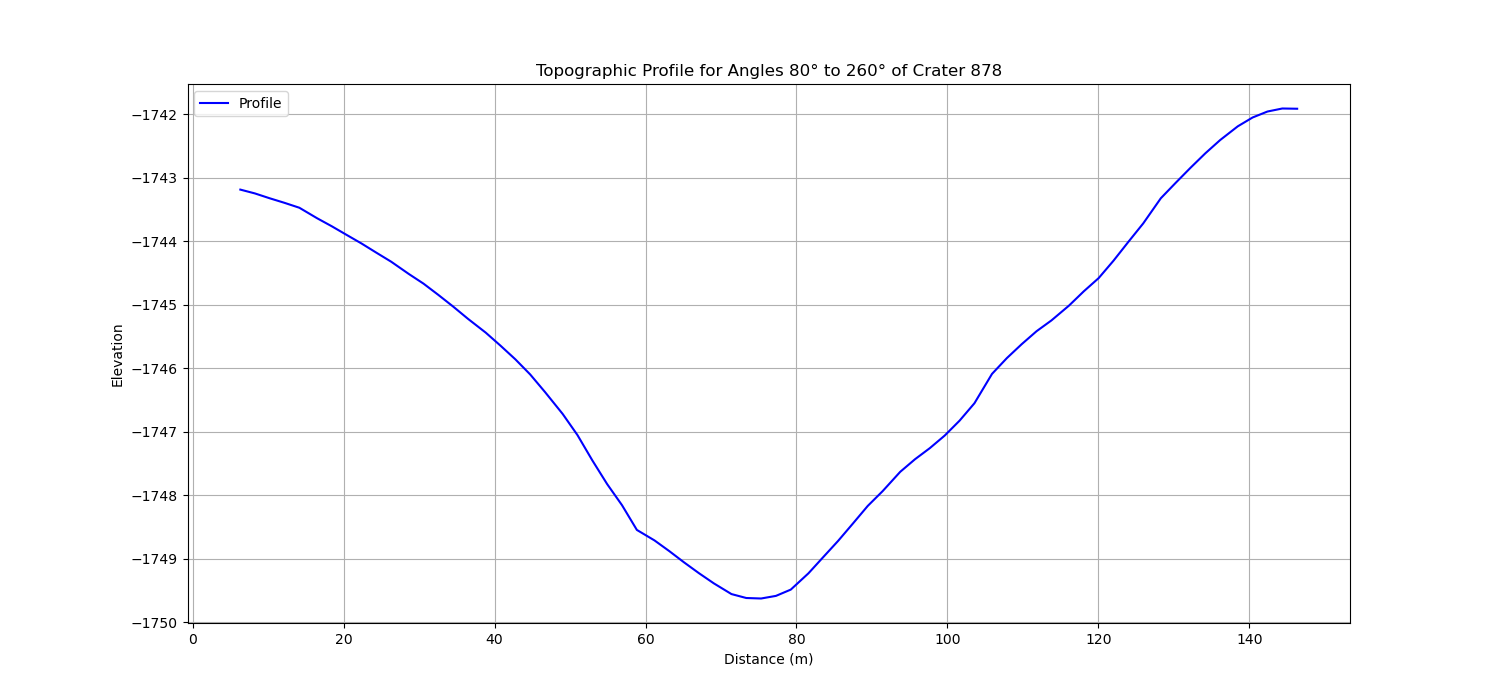 Topographic Profile for Angles 80° to 260° of Crater 878
Profile
−1742
−1743
−1744
−1745
−1746
−1747
−1748
−1749
−1750
Elevation
0 20 40 60 80 100 120 140
Distance (m)